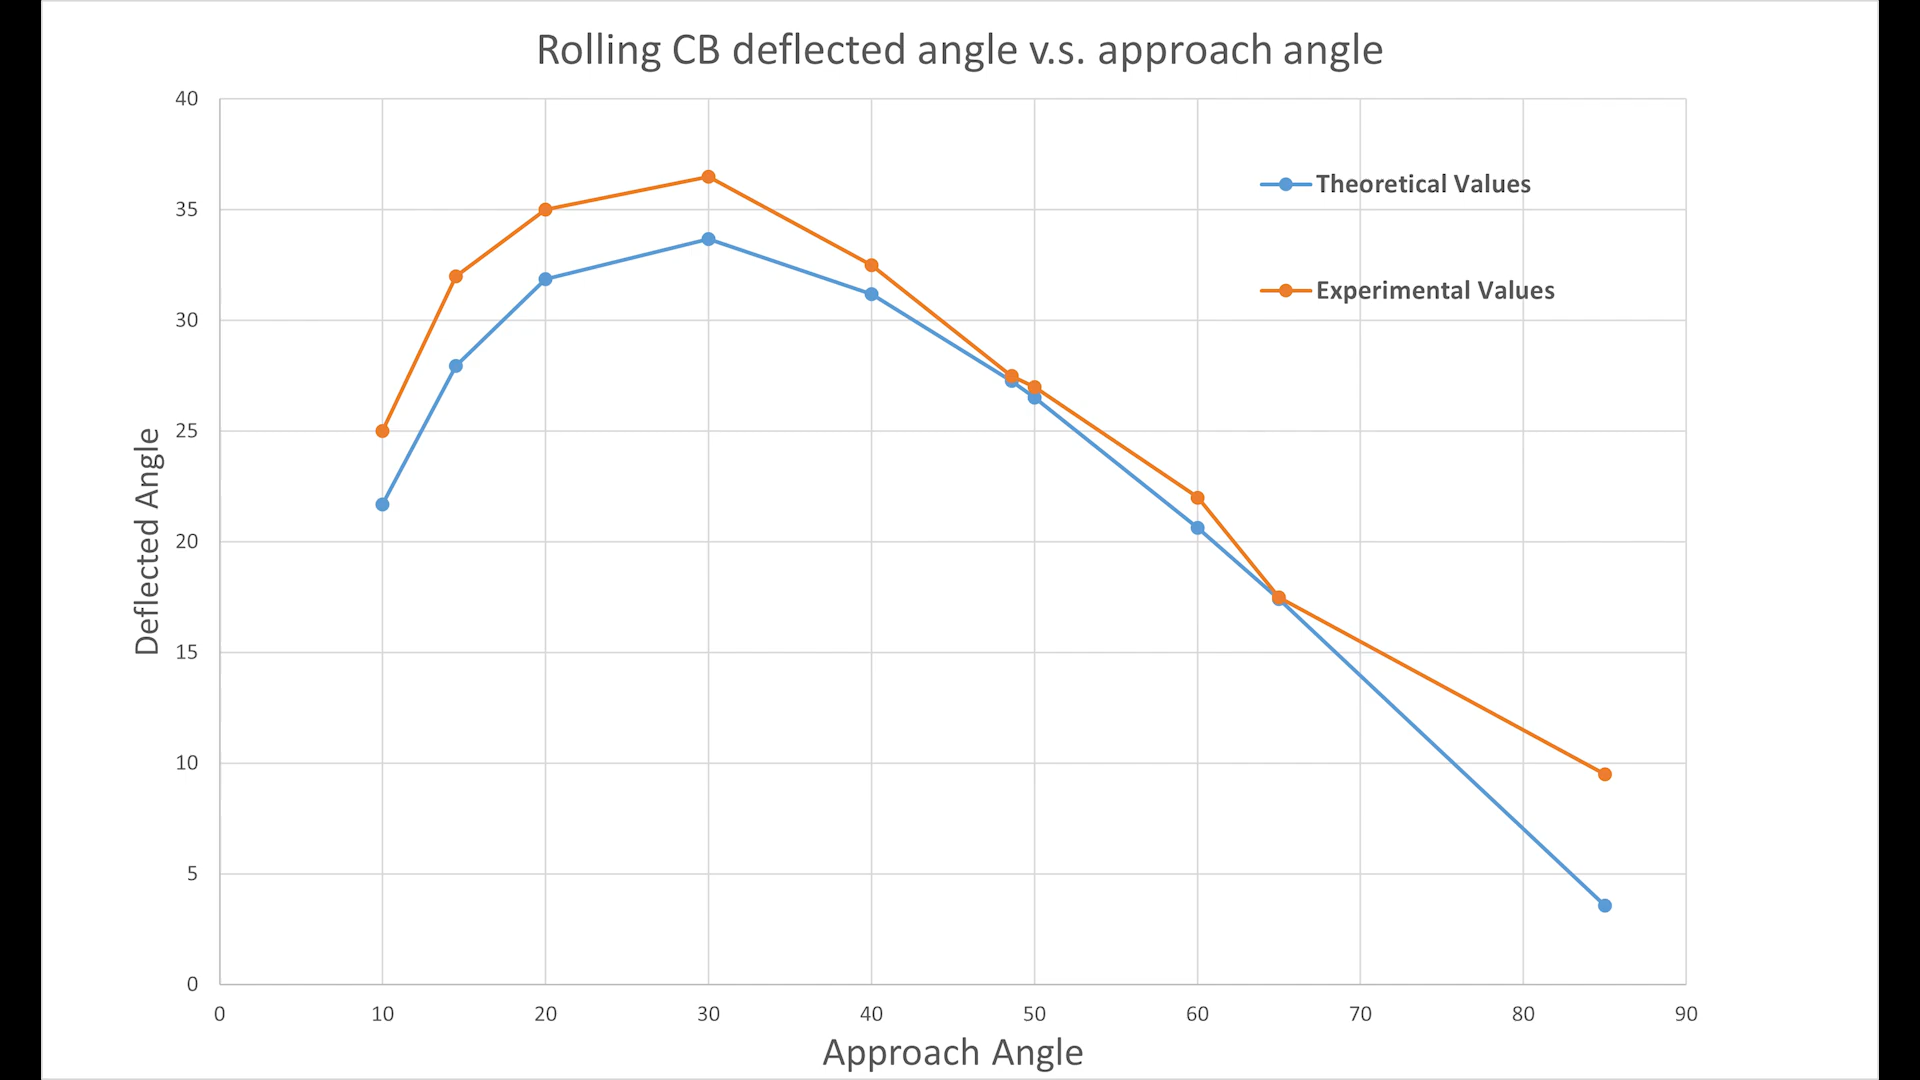 Rolling CB deflected angle v.s. approach angle
40
35
30
25
20
15
10
5
0
Deflected Angle
Theoretical Values
Experimental Values
0 10 20 30 40 50 60 70 80 90
Approach Angle